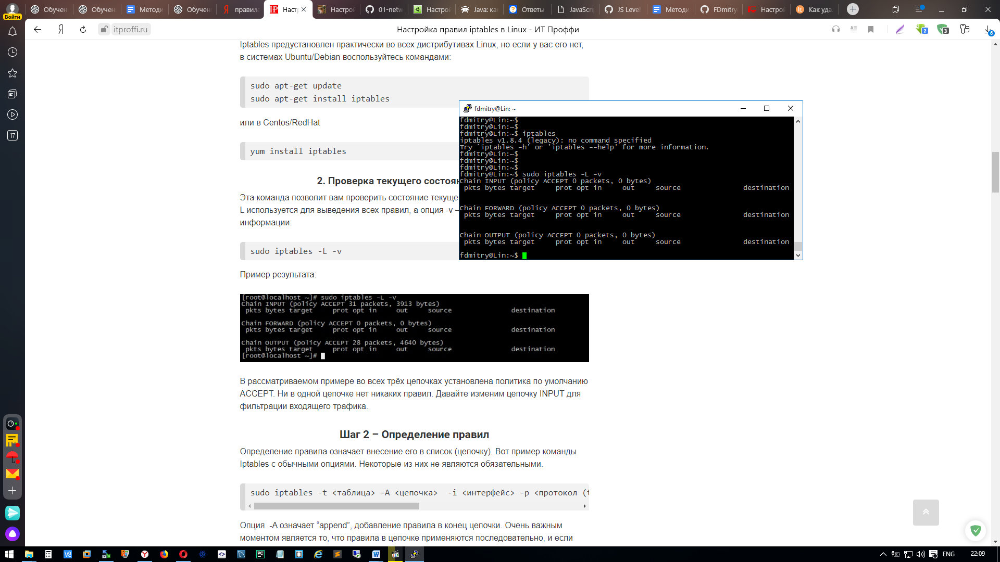 Обучен
Обучен
Методи
Обучен
правила
Настр
Настрой
01-netw
Настрой
Java: как
Ответы
JavaScri
JS Level
Методи
FDmitry
Настрой
Как уда
Войти
itproffi.ru
Настройка правил iptables в Linux - ИТ Проффи
Iptables предустановлен практически во всех дистрибутивах Linux, но если у вас его нет,
в системах Ubuntu/Debian воспользуйтесь командами:
sudo apt-get update
sudo apt-get install iptables
или в Centos/RedHat
yum install iptables
2. Проверка текущего состоян
Эта команда позволит вам проверить состояние текуще
L используется для выведения всех правил, а опция -v –
информации:
sudo iptables -L -v
Пример результата:
[root@localhost ~]# sudo iptables -L -v
Chain INPUT (policy ACCEPT 31 packets, 3913 bytes)
pkts bytes target prot opt in out source destination
Chain FORWARD (policy ACCEPT 0 packets, 0 bytes)
pkts bytes target prot opt in out source destination
Chain OUTPUT (policy ACCEPT 28 packets, 4640 bytes)
pkts bytes target prot opt in out source destination
[root@localhost ~]#
В рассматриваемом примере во всех трёх цепочках установлена политика по умолчанию
ACCEPT. Ни в одной цепочке нет никаких правил. Давайте изменим цепочку INPUT для
фильтрации входящего трафика.
Шаг 2 – Определение правил
Определение правила означает внесение его в список (цепочку). Вот пример команды
Iptables с обычными опциями. Некоторые из них не являются обязательными.
sudo iptables -t <таблица> -A <цепочка> -i <интерфейс> -p <протокол (t
Опция -A означает “append”, добавление правила в конец цепочки. Очень важным
моментом является то, что правила в цепочке применяются последовательно, и если
fdmitry@Lin: ~
fdmitry@Lin:~$
fdmitry@Lin:~$
fdmitry@Lin:~$ iptables
iptables v1.8.4 (legacy): no command specified
Try `iptables -h' or 'iptables --help' for more information.
fdmitry@Lin:~$
fdmitry@Lin:~$
fdmitry@Lin:~$
fdmitry@Lin:~$ sudo iptables -L -v
Chain INPUT (policy ACCEPT 0 packets, 0 bytes)
pkts bytes target prot opt in out source destination
Chain FORWARD (policy ACCEPT 0 packets, 0 bytes)
pkts bytes target prot opt in out source destination
Chain OUTPUT (policy ACCEPT 0 packets, 0 bytes)
pkts bytes target prot opt in out source destination
fdmitry@Lin:~$
17
3
6
ENG
22:09